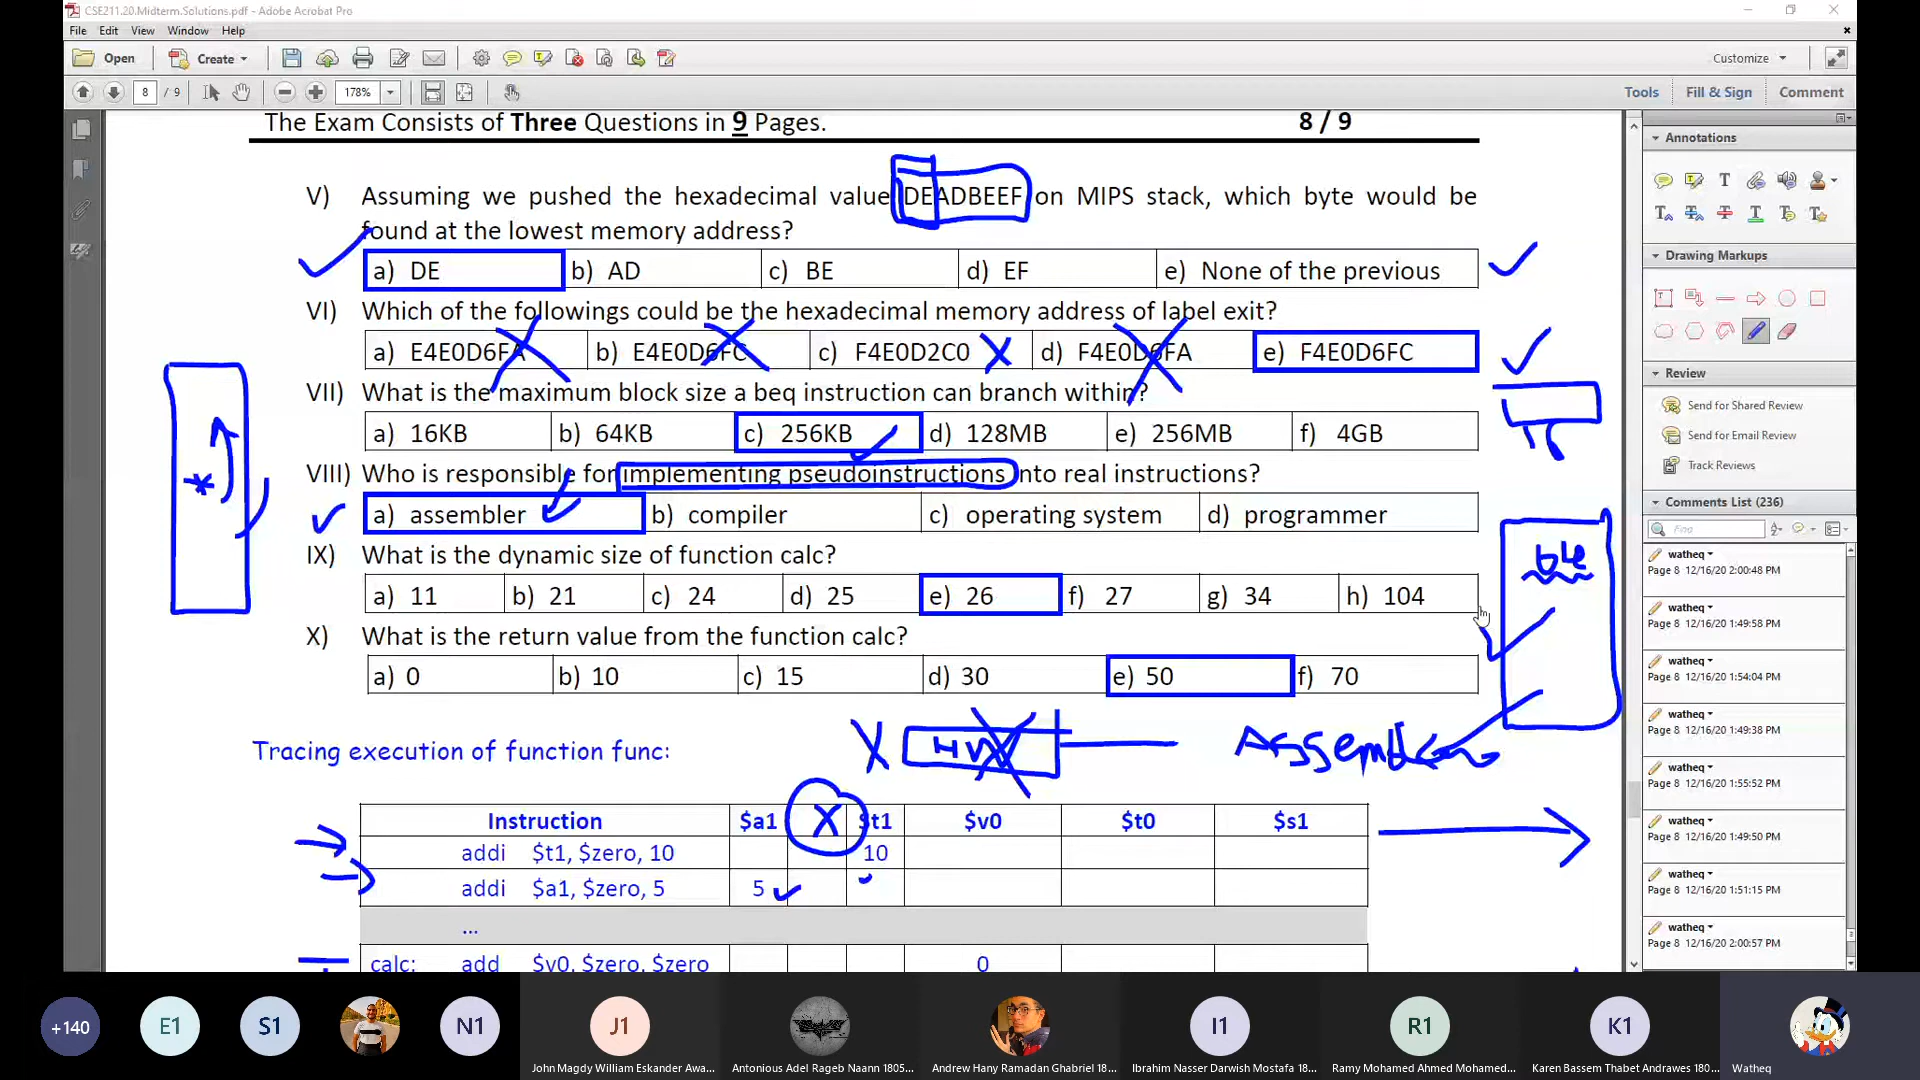 CSE211.20.Midterm.Solutions.pdf - Adobe Acrobat Pro
File Edit View Window Help
Open Create Customize
8 / 9 178% Tools Fill & Sign Comment
The Exam Consists of Three Questions in 9 Pages. 8 / 9
V) Assuming we pushed the hexadecimal value DEADBEEF on MIPS stack, which byte would be
found at the lowest memory address?
a) DE b) AD c) BE d) EF e) None of the previous
VI) Which of the followings could be the hexadecimal memory address of label exit?
a) E4E0D6FA b) E4E0D6FC c) F4E0D2C0 X d) F4E0D6FA e) F4E0D6FC
VII) What is the maximum block size a beq instruction can branch within?
a) 16KB b) 64KB c) 256KB d) 128MB e) 256MB f) 4GB
VIII) Who is responsible for implementing pseudoinstructions into real instructions?
a) assembler b) compiler c) operating system d) programmer
IX) What is the dynamic size of function calc?
a) 11 b) 21 c) 24 d) 25 e) 26 f) 27 g) 34 h) 104
X) What is the return value from the function calc?
a) 0 b) 10 c) 15 d) 30 e) 50 f) 70
*
ble
X HW Assembler
Tracing execution of function func:
Instruction $a1 X $t1 $v0 $t0 $s1
addi $t1, $zero, 10 10
addi $a1, $zero, 5 5
...
calc: add $v0, $zero, $zero 0
Annotations
T
T T T T T T
Drawing Markups
T
Review
Send for Shared Review
Send for Email Review
Track Reviews
Comments List (236)
Find
watheq
Page 8 12/16/20 2:00:48 PM
watheq
Page 8 12/16/20 1:49:58 PM
watheq
Page 8 12/16/20 1:54:04 PM
watheq
Page 8 12/16/20 1:49:38 PM
watheq
Page 8 12/16/20 1:55:52 PM
watheq
Page 8 12/16/20 1:49:50 PM
watheq
Page 8 12/16/20 1:51:15 PM
watheq
Page 8 12/16/20 2:00:57 PM
+140 E1 S1 N1 J1 I1 R1 K1
John Magdy William Eskander Awa... Antonious Adel Rageb Naann 1805... Andrew Hany Ramadan Ghabriel 18... Ibrahim Nasser Darwish Mostafa 18... Ramy Mohamed Ahmed Mohamed... Karen Bassem Thabet Andrawes 180... Watheq